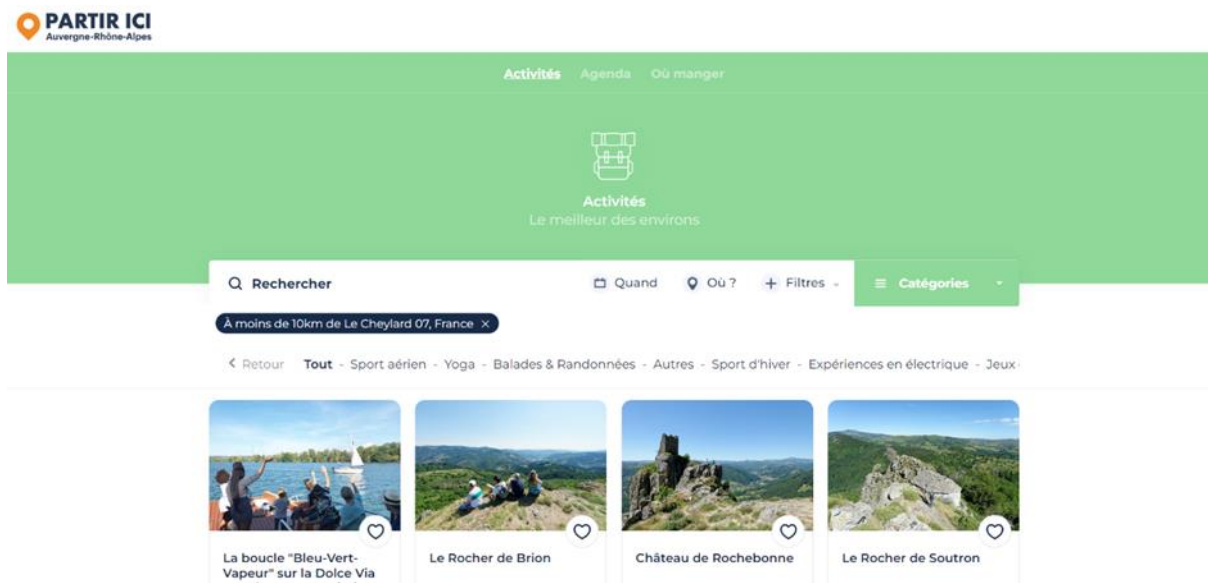 PARTIR ICI
Auvergne-Rhône-Alpes
Activités Agenda Où manger
Activités
Le meilleur des environs
Rechercher Quand Où ? Filtres Catégories
À moins de 10km de Le Cheylard 07, France ×
< Retour Tout - Sport aérien - Yoga - Balades & Randonnées - Autres - Sport d'hiver - Expériences en électrique - Jeux
La boucle "Bleu-Vert-
Vapeur" sur la Dolce Via
Le Rocher de Brion
Château de Rochebonne
Le Rocher de Soutron